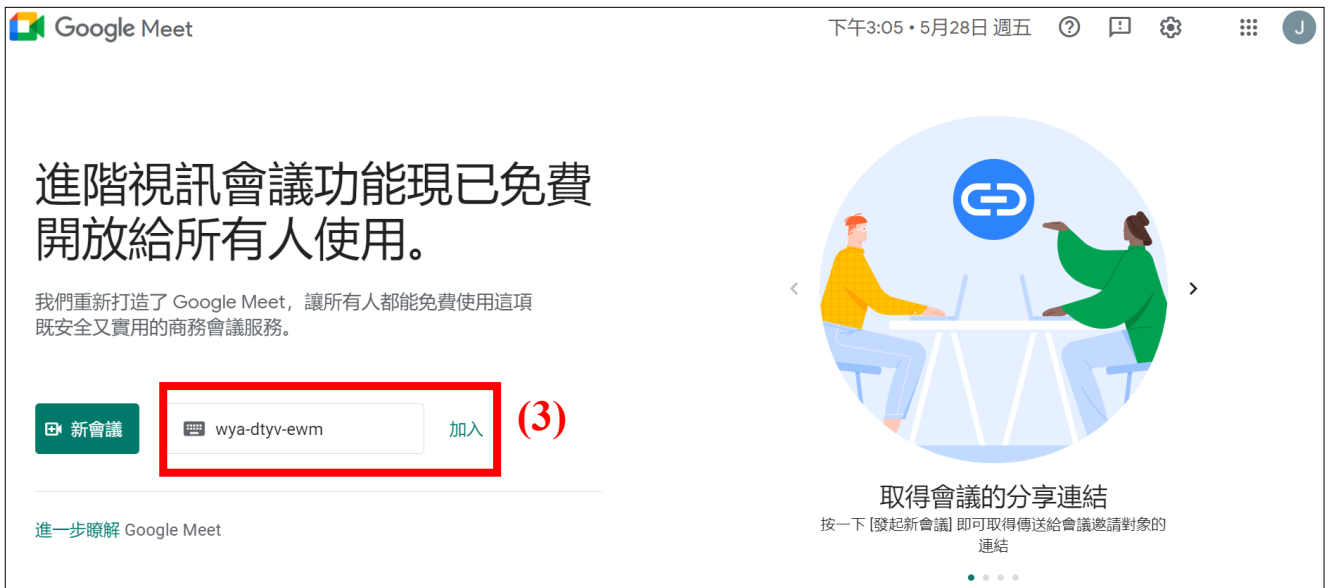 Google Meet
下午3:05 • 5月28日 週五
J
進階視訊會議功能現已免費
開放給所有人使用。
我們重新打造了 Google Meet，讓所有人都能免費使用這項
既安全又實用的商務會議服務。
新會議
wya-dtyv-ewm
加入
(3)
進一步瞭解 Google Meet
取得會議的分享連結
按一下 [發起新會議] 即可取得傳送給會議邀請對象的
連結